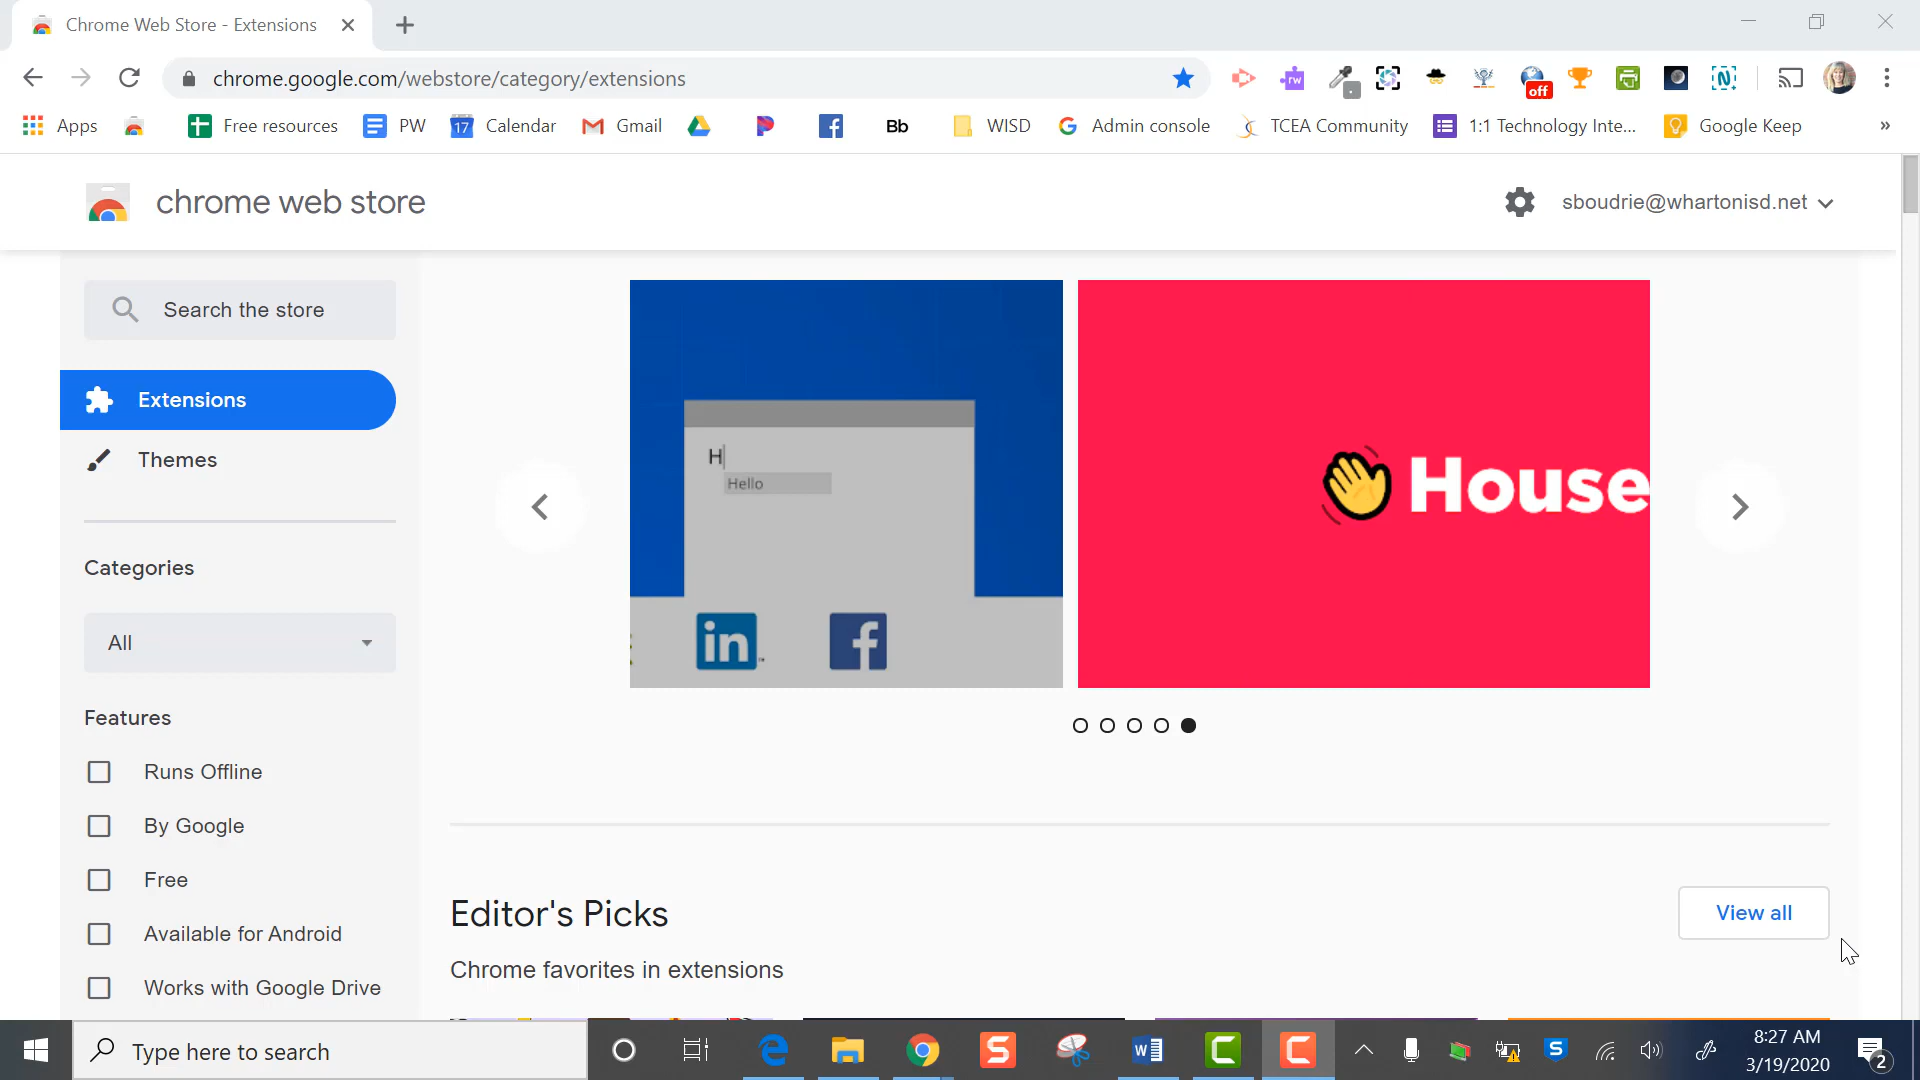 Chrome Web Store - Extensions
chrome.google.com/webstore/category/extensions
rw
off
Apps
Free resources
PW
17 Calendar
Gmail
Bb
WISD
Admin console
TCEA Community
1:1 Technology Inte...
Google Keep
»
chrome web store
sboudrie@whartonisd.net
Search the store
Extensions
Themes
Categories
All
Features
Runs Offline
By Google
Free
Available for Android
Works with Google Drive
H
Hello
in
House
Editor's Picks
View all
Chrome favorites in extensions
Type here to search
8:27 AM
3/19/2020
2